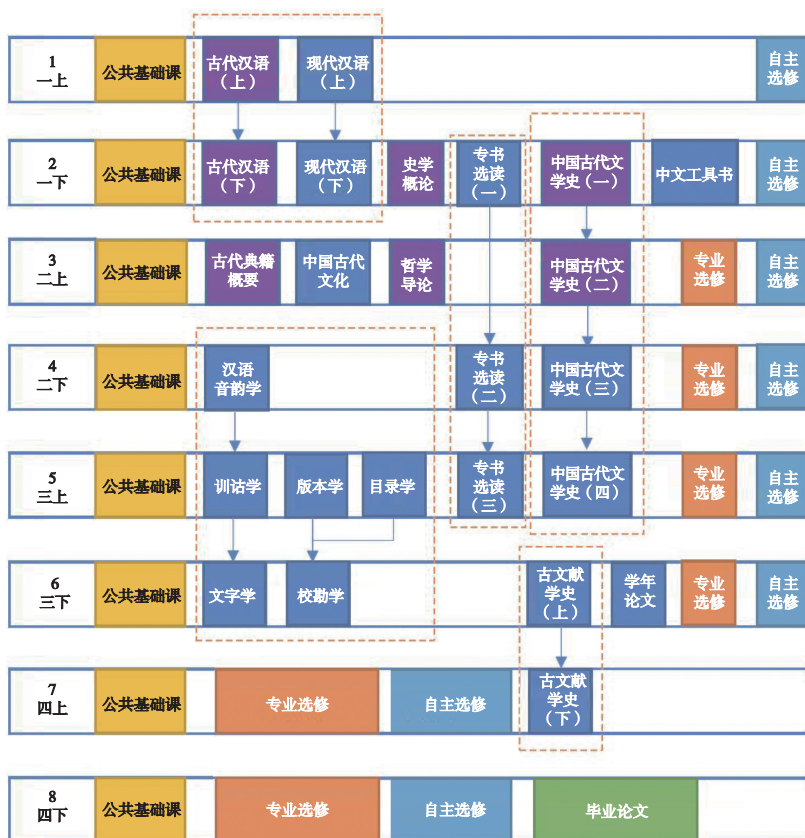 1
一上
公共基础课
古代汉语
（上）
现代汉语
（上）
自主
选修
2
一下
公共基础课
古代汉语
（下）
现代汉语
（下）
史学
概论
专书
选读
（一）
中国古代文
学史（一）
中文工具书
自主
选修
3
二上
公共基础课
古代典籍
概要
中国古代
文化
哲学
导论
中国古代文
学史（二）
专业
选修
自主
选修
4
二下
公共基础课
汉语
音韵学
专书
选读
（二）
中国古代文
学史（三）
专业
选修
自主
选修
5
三上
公共基础课
训诂学
版本学
目录学
专书
选读
（三）
中国古代文
学史（四）
专业
选修
自主
选修
6
三下
公共基础课
文字学
校勘学
古文献
学史
（上）
学年
论文
专业
选修
自主
选修
7
四上
公共基础课
专业选修
自主选修
古文献
学史
（下）
8
四下
公共基础课
专业选修
自主选修
毕业论文